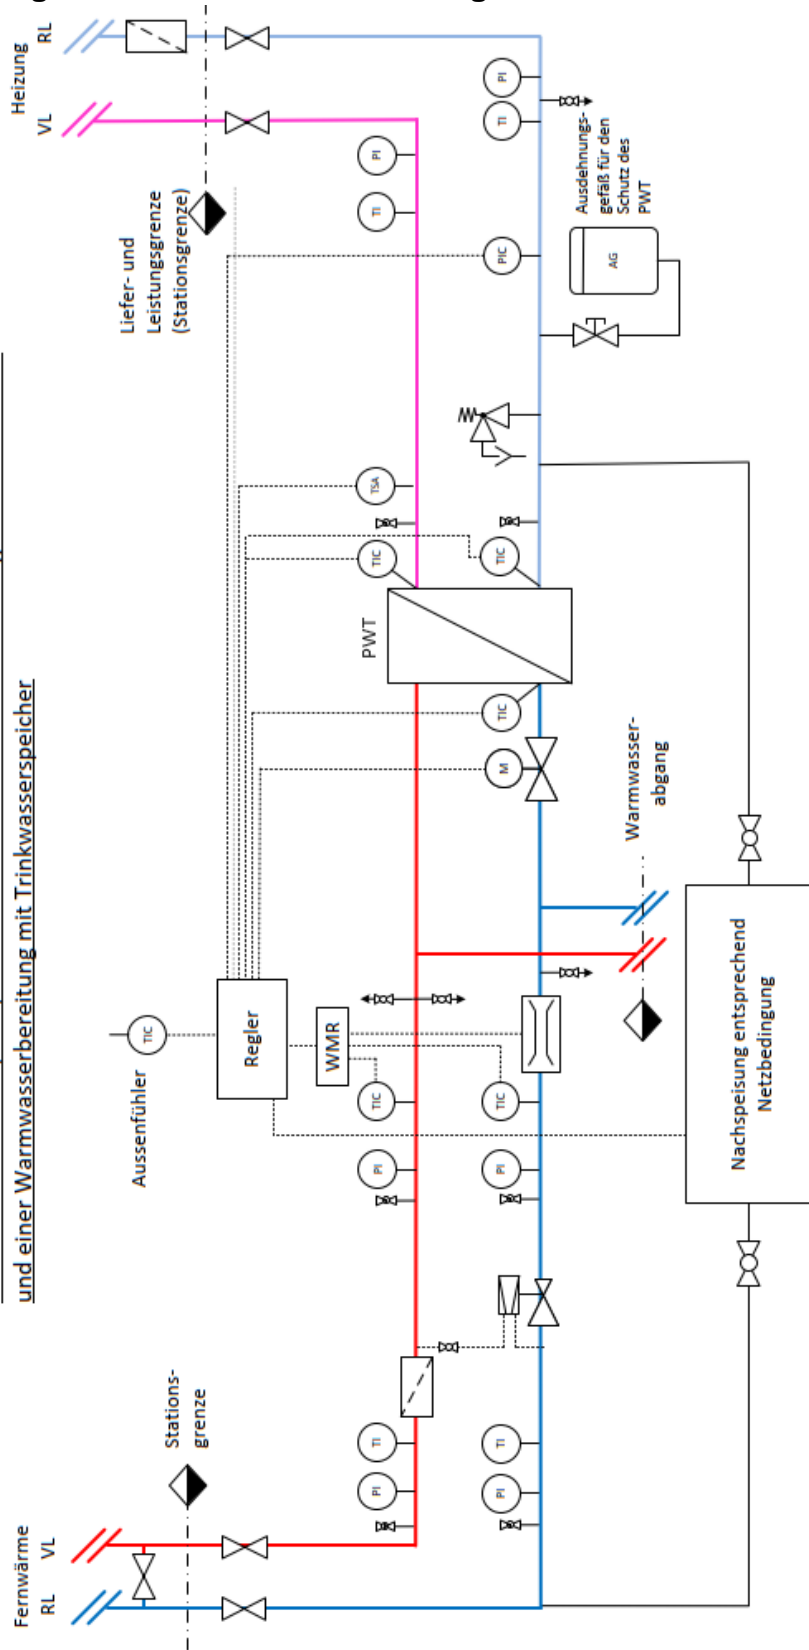 und einer Warmwasserbereitung mit Trinkwasserspeicher
Fernwärme
RL
VL
Stations-
grenze
Aussenfühler
TIC
Regler
WMR
Liefer- und
Leistungsgrenze
(Stationsgrenze)
Heizung
VL
RL
PI
TI
PI
TIC
PWT
TIC
TSA
TI
PI
PI
TI
PI
TIC
M
TIC
TIC
PIC
TI
PI
AG
Ausdehnungs-
gefäß für den
Schutz des
PWT
Warmwasser-
abgang
Nachspeisung entsprechend
Netzbedingung